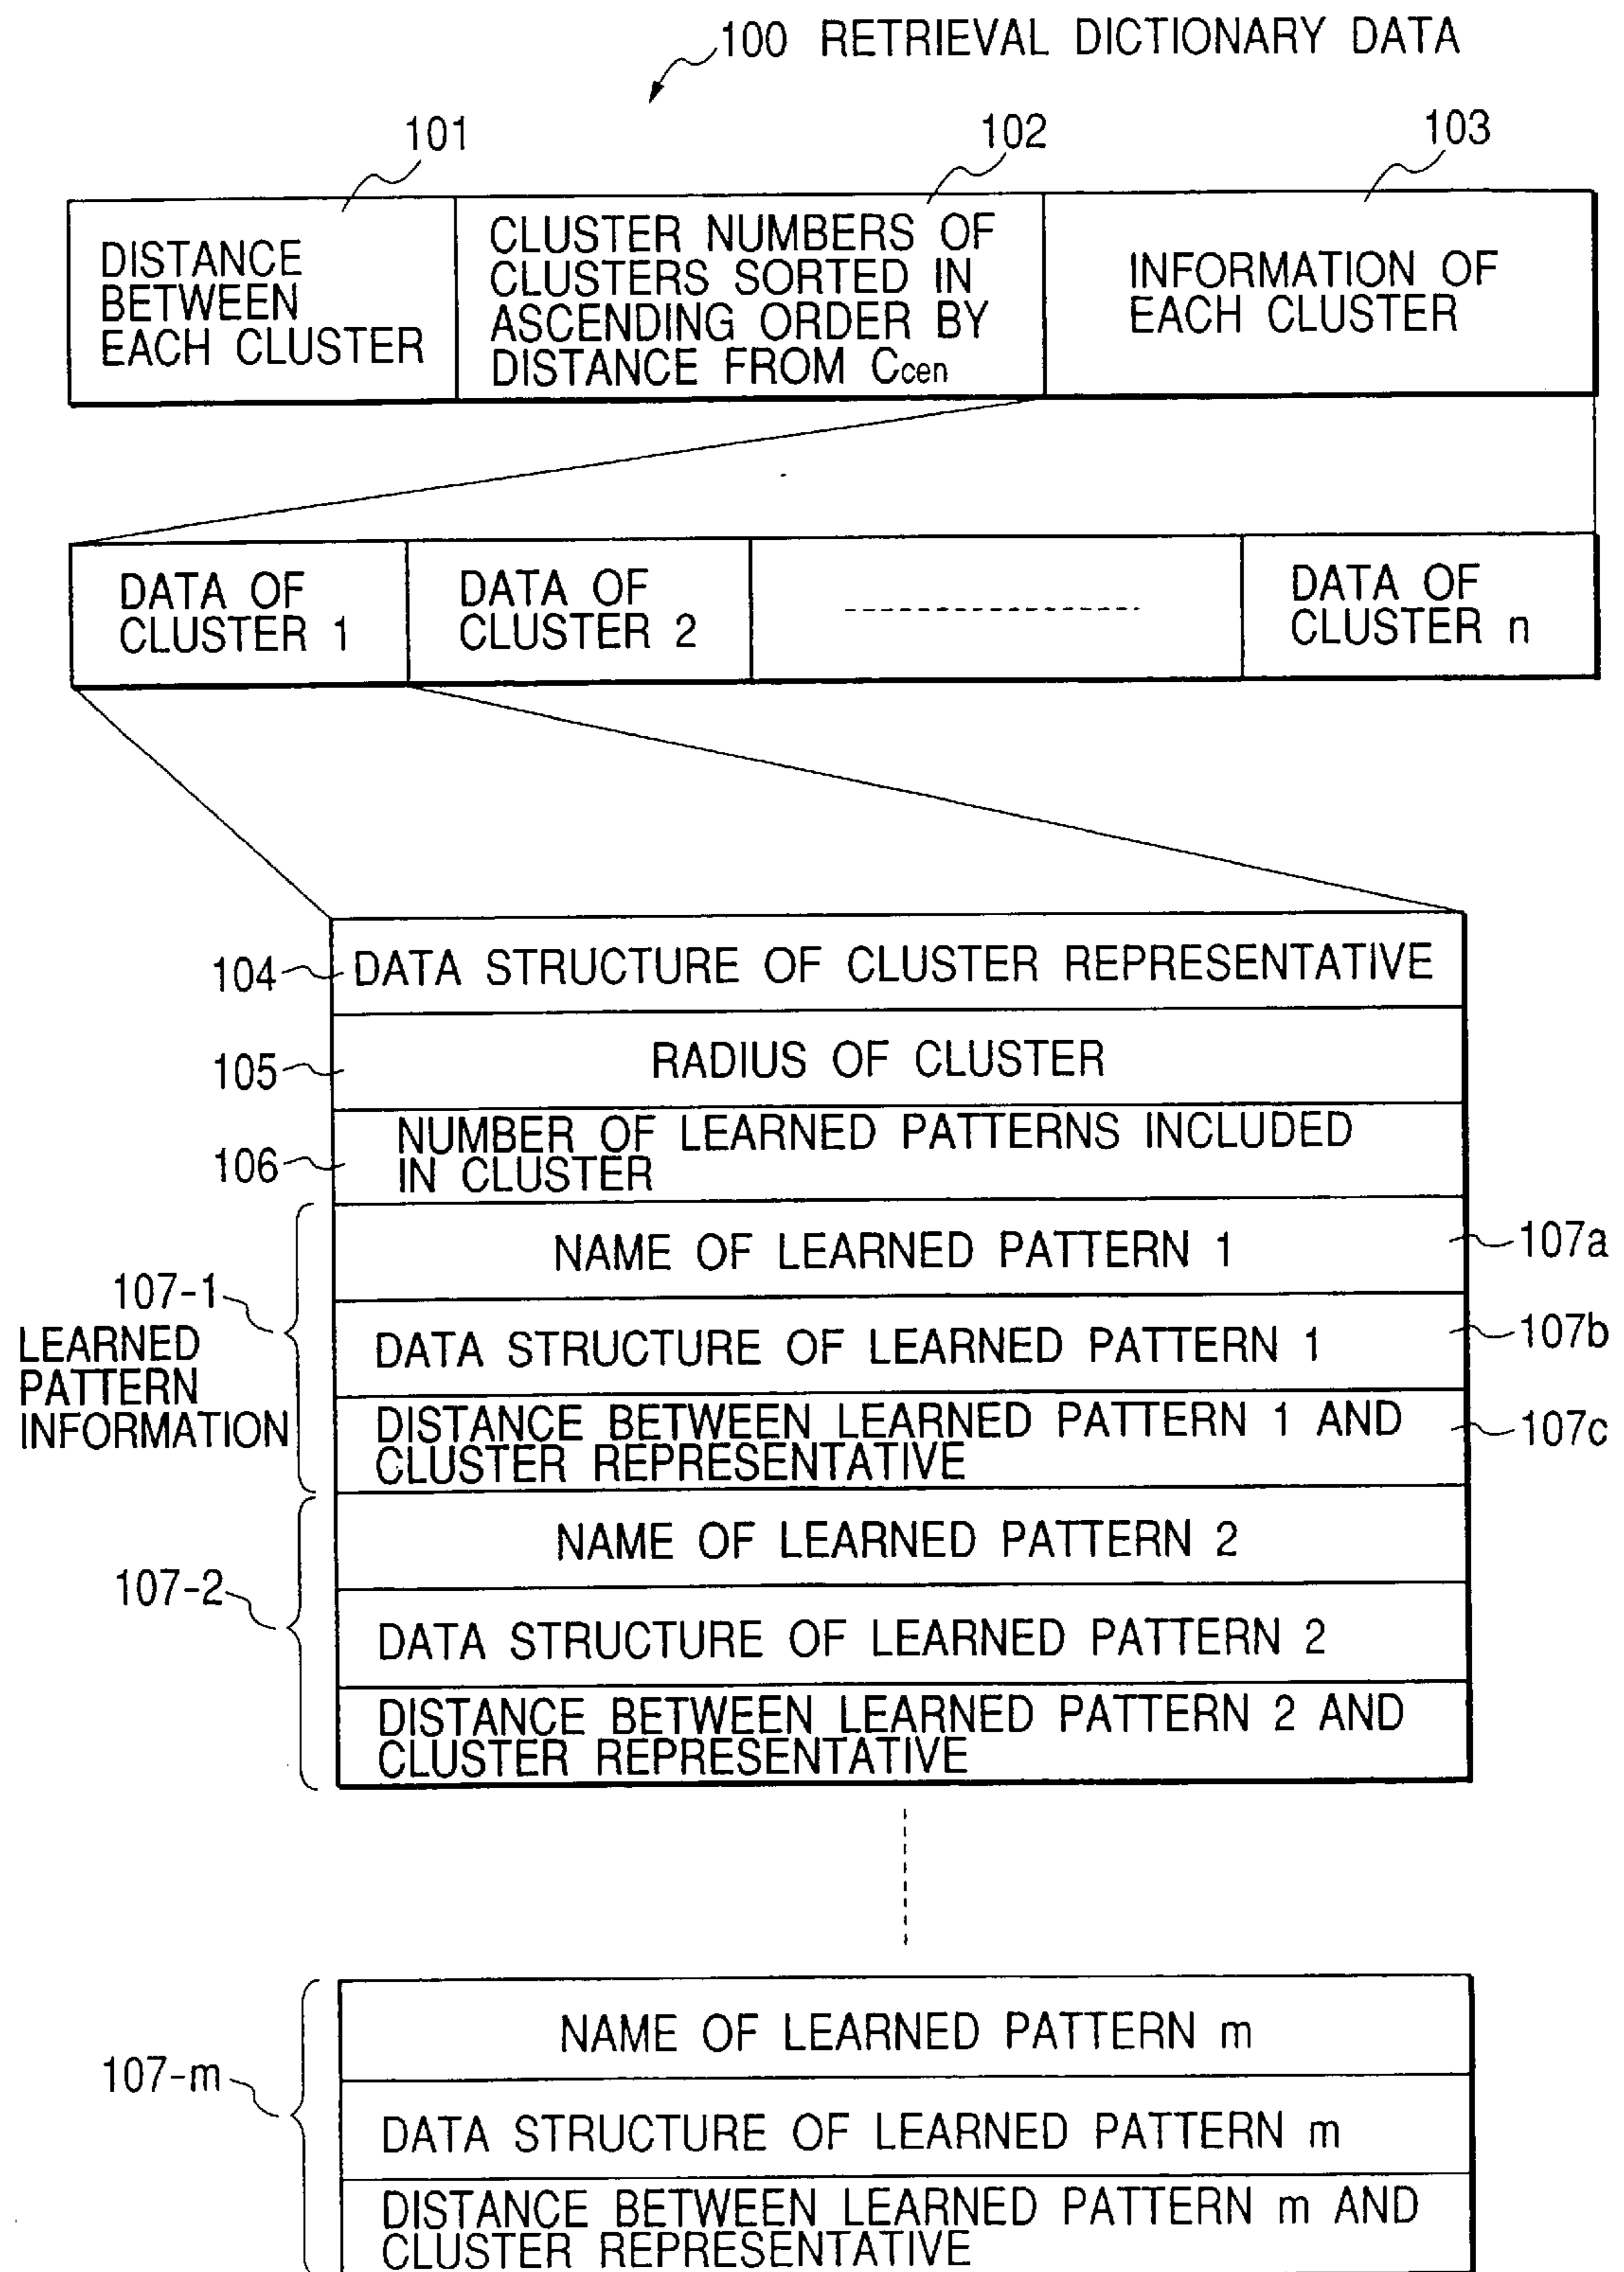 100 RETRIEVAL DICTIONARY DATA
101
102
103
DISTANCE
BETWEEN
EACH CLUSTER
CLUSTER NUMBERS OF
CLUSTERS SORTED IN
ASCENDING ORDER BY
DISTANCE FROM Ccen
INFORMATION OF
EACH CLUSTER
DATA OF
CLUSTER 1
DATA OF
CLUSTER 2
DATA OF
CLUSTER n
104
DATA STRUCTURE OF CLUSTER REPRESENTATIVE
105
RADIUS OF CLUSTER
106
NUMBER OF LEARNED PATTERNS INCLUDED
IN CLUSTER
107-1
LEARNED
PATTERN
INFORMATION
NAME OF LEARNED PATTERN 1
107a
DATA STRUCTURE OF LEARNED PATTERN 1
107b
DISTANCE BETWEEN LEARNED PATTERN 1 AND
CLUSTER REPRESENTATIVE
107c
107-2
NAME OF LEARNED PATTERN 2
DATA STRUCTURE OF LEARNED PATTERN 2
DISTANCE BETWEEN LEARNED PATTERN 2 AND
CLUSTER REPRESENTATIVE
107-m
NAME OF LEARNED PATTERN m
DATA STRUCTURE OF LEARNED PATTERN m
DISTANCE BETWEEN LEARNED PATTERN m AND
CLUSTER REPRESENTATIVE